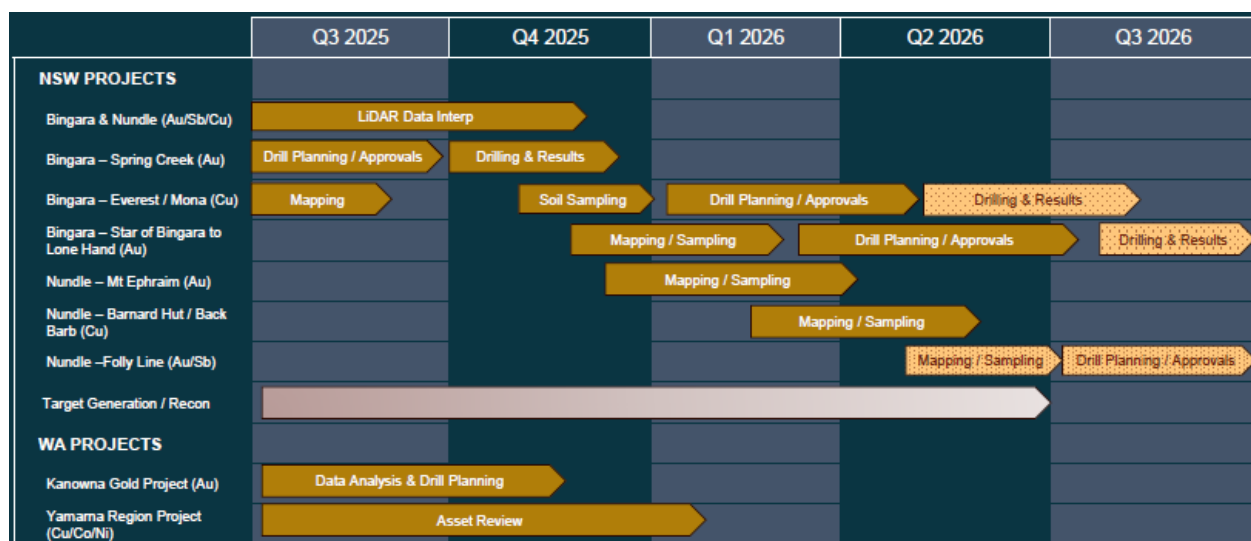 Q3 2025 Q4 2025 Q1 2026 Q2 2026 Q3 2026
NSW PROJECTS
Bingara & Nundle (Au/Sb/Cu) LiDAR Data Interp
Bingara – Spring Creek (Au) Drill Planning / Approvals Drilling & Results
Bingara – Everest / Mona (Cu) Mapping Soil Sampling Drill Planning / Approvals Drilling & Results
Bingara – Star of Bingara to
Lone Hand (Au) Mapping / Sampling Drill Planning / Approvals Drilling & Results
Nundle – Mt Ephraim (Au) Mapping / Sampling
Nundle – Barnard Hut / Back
Barb (Cu) Mapping / Sampling
Nundle –Folly Line (Au/Sb) Mapping / Sampling Drill Planning / Approvals
Target Generation / Recon
WA PROJECTS
Kanowna Gold Project (Au) Data Analysis & Drill Planning
Yamarna Region Project
(Cu/Co/Ni) Asset Review